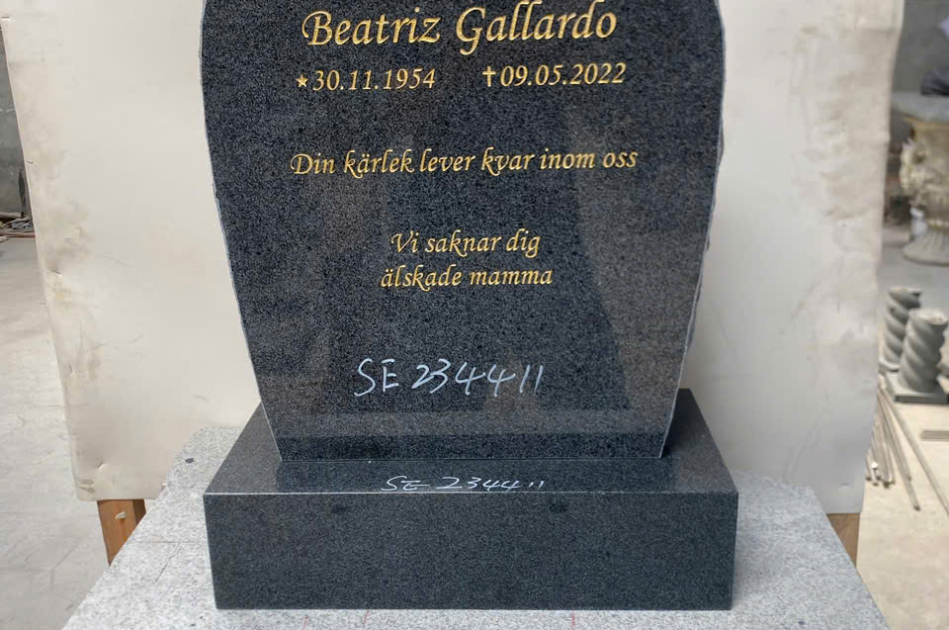 Beatriz Gallardo
★30.11.1954 ✝09.05.2022
Din kärlek lever kvar inom oss
Vi saknar dig
älskade mamma
SE 234411
SE 234411